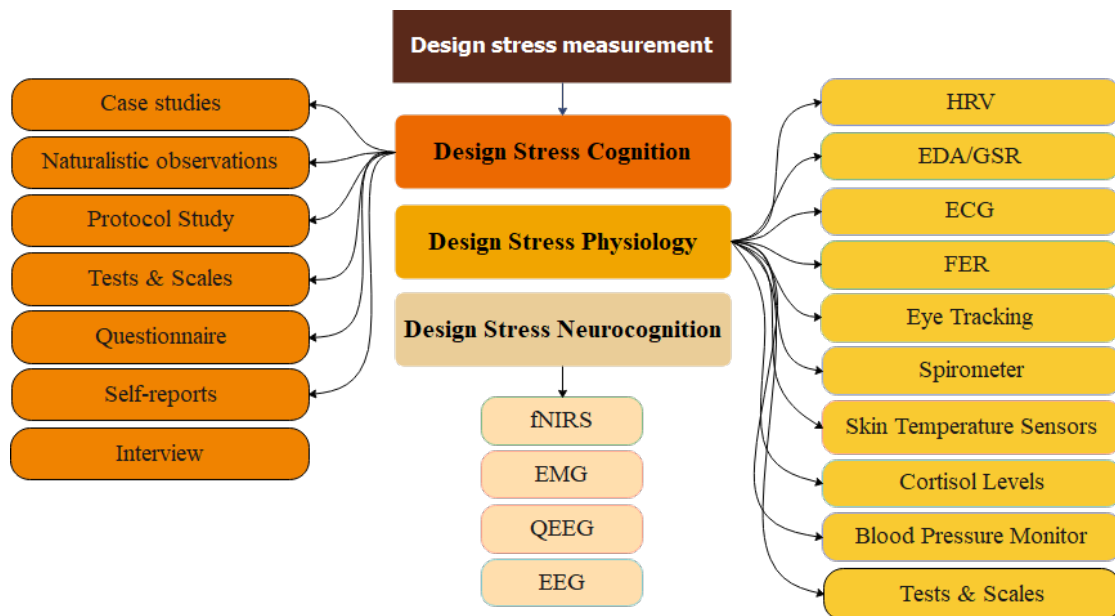 Design stress measurement
Case studies
Naturalistic observations
Protocol Study
Tests & Scales
Questionnaire
Self-reports
Interview
Design Stress Cognition
Design Stress Physiology
Design Stress Neurocognition
fNIRS
EMG
QEEG
EEG
HRV
EDA/GSR
ECG
FER
Eye Tracking
Spirometer
Skin Temperature Sensors
Cortisol Levels
Blood Pressure Monitor
Tests & Scales